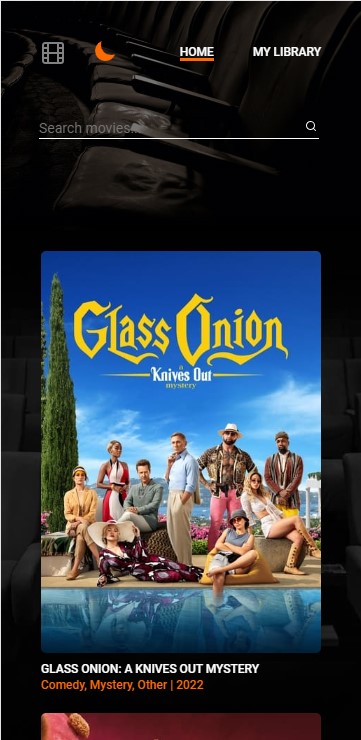 HOME
MY LIBRARY
Search movies...
Glass Onion
A
Knives Out
mystery
GLASS ONION: A KNIVES OUT MYSTERY
Comedy, Mystery, Other | 2022